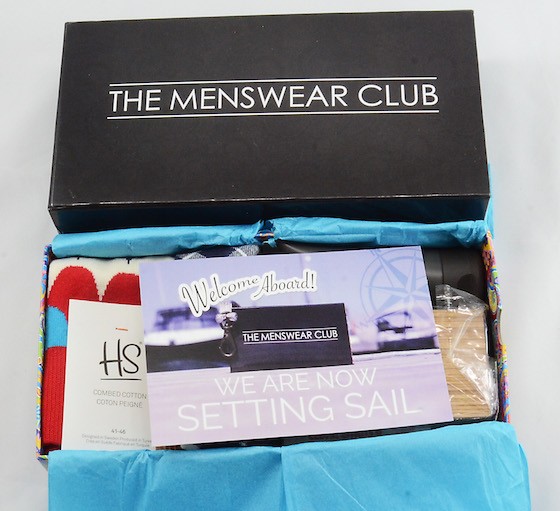 THE MENSWEAR CLUB
Welcome Aboard!
THE MENSWEAR CLUB
WE ARE NOW
SETTING SAIL
HS
COMBED COTTON
COTON PEIGNÉ
41-46